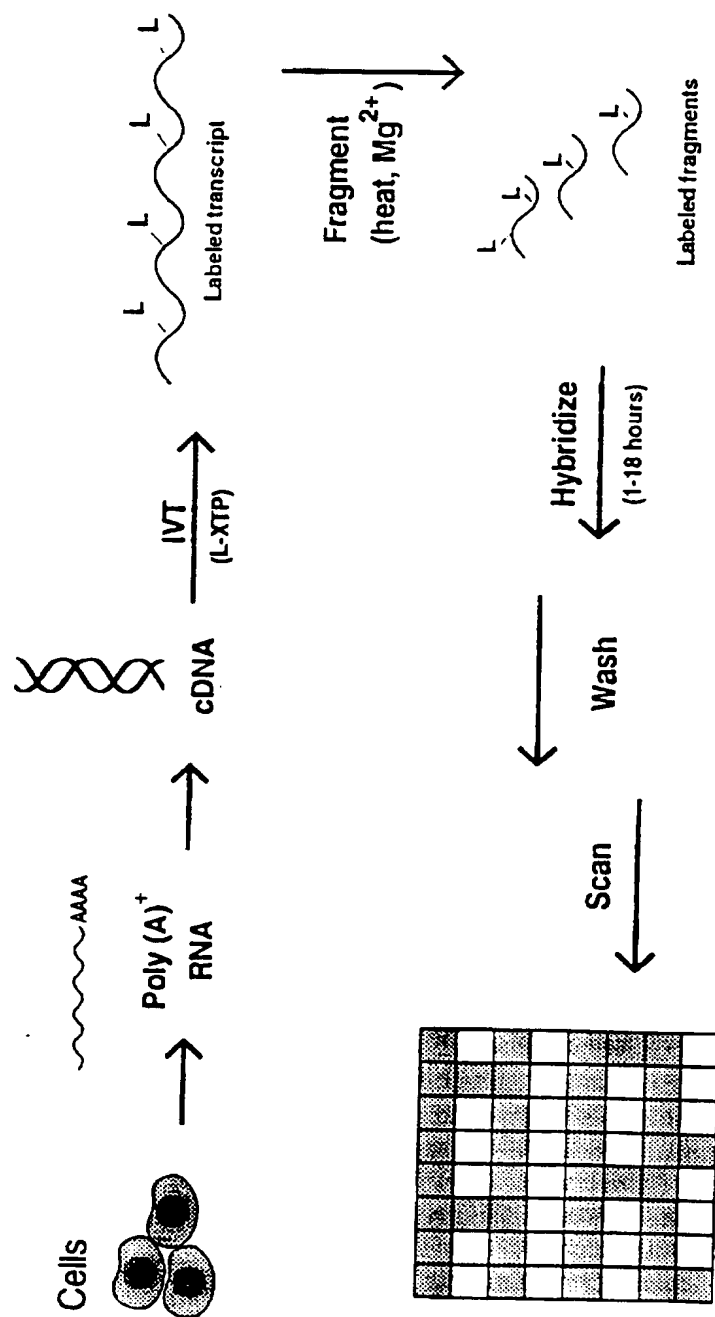 Cells
AAAA
Poly (A)+
RNA
cDNA
IVT
(L-XTP)
L
L
L
L
Labeled transcript
Fragment
(heat, Mg2+)
L
L
L
L
Labeled fragments
Hybridize
(1-18 hours)
Wash
Scan